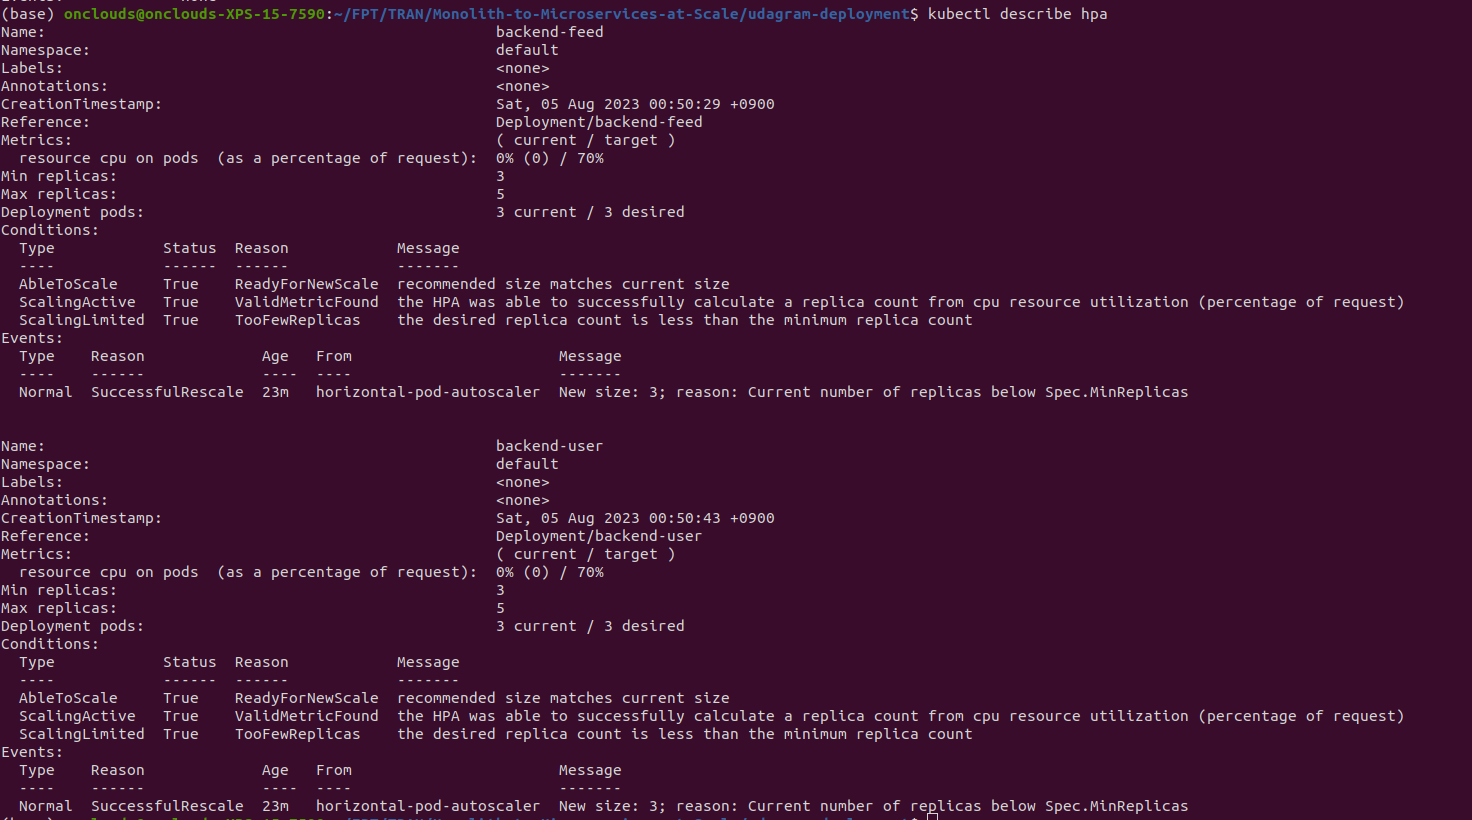 (base) onclouds@onclouds-XPS-15-7590:~/FPT/TRAN/Monolith-to-Microservices-at-Scale/udagram-deployment$ kubectl describe hpa
Name: backend-feed
Namespace: default
Labels: <none>
Annotations: <none>
CreationTimestamp: Sat, 05 Aug 2023 00:50:29 +0900
Reference: Deployment/backend-feed
Metrics: ( current / target )
resource cpu on pods (as a percentage of request): 0% (0) / 70%
Min replicas: 3
Max replicas: 5
Deployment pods: 3 current / 3 desired
Conditions:
Type Status Reason Message
---- ------ ------ -------
AbleToScale True ReadyForNewScale recommended size matches current size
ScalingActive True ValidMetricFound the HPA was able to successfully calculate a replica count from cpu resource utilization (percentage of request)
ScalingLimited True TooFewReplicas the desired replica count is less than the minimum replica count
Events:
Type Reason Age From Message
---- ------ ---- ---- -------
Normal SuccessfulRescale 23m horizontal-pod-autoscaler New size: 3; reason: Current number of replicas below Spec.MinReplicas
Name: backend-user
Namespace: default
Labels: <none>
Annotations: <none>
CreationTimestamp: Sat, 05 Aug 2023 00:50:43 +0900
Reference: Deployment/backend-user
Metrics: ( current / target )
resource cpu on pods (as a percentage of request): 0% (0) / 70%
Min replicas: 3
Max replicas: 5
Deployment pods: 3 current / 3 desired
Conditions:
Type Status Reason Message
---- ------ ------ -------
AbleToScale True ReadyForNewScale recommended size matches current size
ScalingActive True ValidMetricFound the HPA was able to successfully calculate a replica count from cpu resource utilization (percentage of request)
ScalingLimited True TooFewReplicas the desired replica count is less than the minimum replica count
Events:
Type Reason Age From Message
---- ------ ---- ---- -------
Normal SuccessfulRescale 23m horizontal-pod-autoscaler New size: 3; reason: Current number of replicas below Spec.MinReplicas